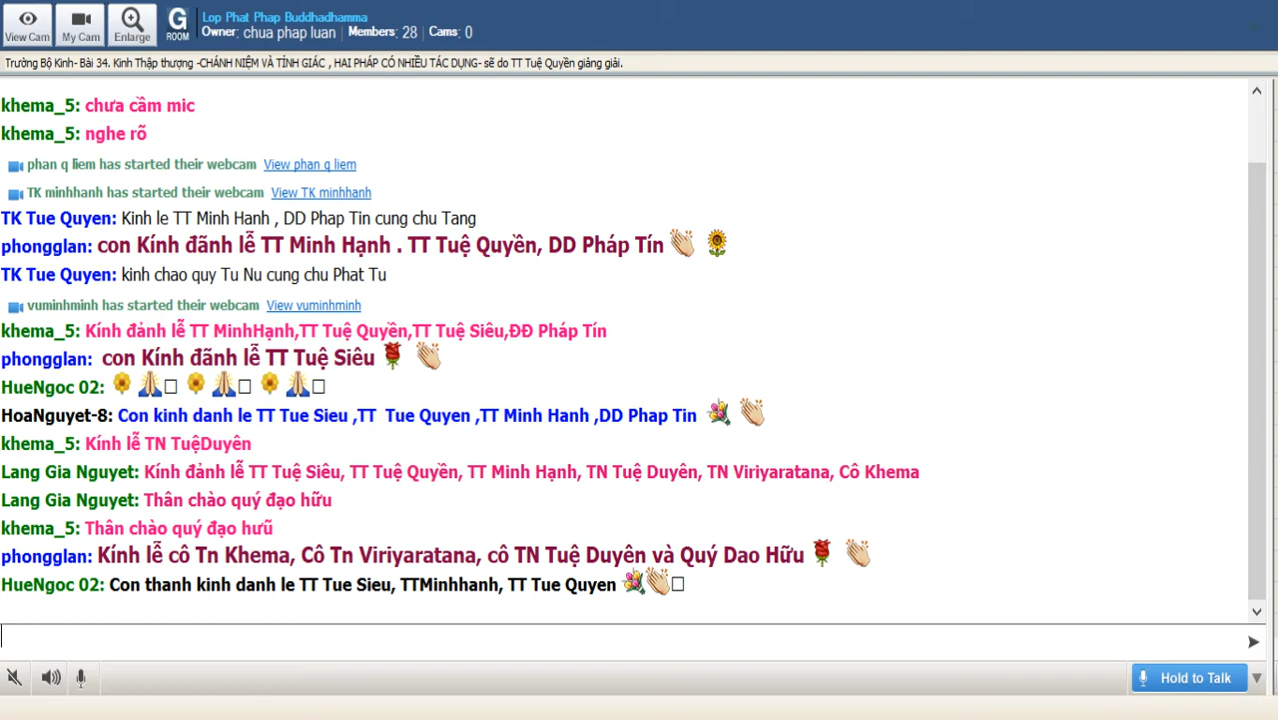 Lop Phat Phap Buddhadhamma
View Cam My Cam Enlarge G ROOM Owner: chua phap luan Members: 28 Cams: 0
Trường Bộ Kinh- Bài 34. Kinh Thập thượng -CHÁNH NIỆM VÀ TỈNH GIÁC , HAI PHÁP CÓ NHIỀU TÁC DỤNG- sẽ do TT Tuệ Quyền giảng giải.
khema_5: chưa cầm mic
khema_5: nghe rõ
phan q liem has started their webcam View phan q liem
TK minhhanh has started their webcam View TK minhhanh
TK Tue Quyen: Kinh le TT Minh Hanh , DD Phap Tin cung chu Tang
phongglan: con Kính đãnh lễ TT Minh Hạnh . TT Tuệ Quyền, DD Pháp Tín
TK Tue Quyen: kinh chao quy Tu Nu cung chu Phat Tu
vuminhminh has started their webcam View vuminhminh
khema_5: Kính đảnh lễ TT MinhHạnh,TT Tuệ Quyền,TT Tuệ Siêu,ĐĐ Pháp Tín
phongglan: con Kính đãnh lễ TT Tuệ Siêu
HueNgoc 02:
HoaNguyet-8: Con kinh danh le TT Tue Sieu ,TT Tue Quyen ,TT Minh Hanh ,DD Phap Tin
khema_5: Kính lễ TN TuệDuyên
Lang Gia Nguyet: Kính đảnh lễ TT Tuệ Siêu, TT Tuệ Quyền, TT Minh Hạnh, TN Tuệ Duyên, TN Viriyaratana, Cô Khema
Lang Gia Nguyet: Thân chào quý đạo hữu
khema_5: Thân chào quý đạo hưũ
phongglan: Kính lễ cô Tn Khema, Cô Tn Viriyaratana, cô TN Tuệ Duyên và Quý Dao Hữu
HueNgoc 02: Con thanh kinh danh le TT Tue Sieu, TTMinhhanh, TT Tue Quyen
Hold to Talk